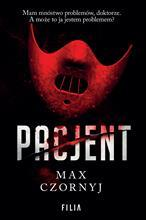 Mam mnóstwo problemów, doktorze.
A może to ja jestem problemem?
PACJENT
MAX
CZORNYJ
FILIA